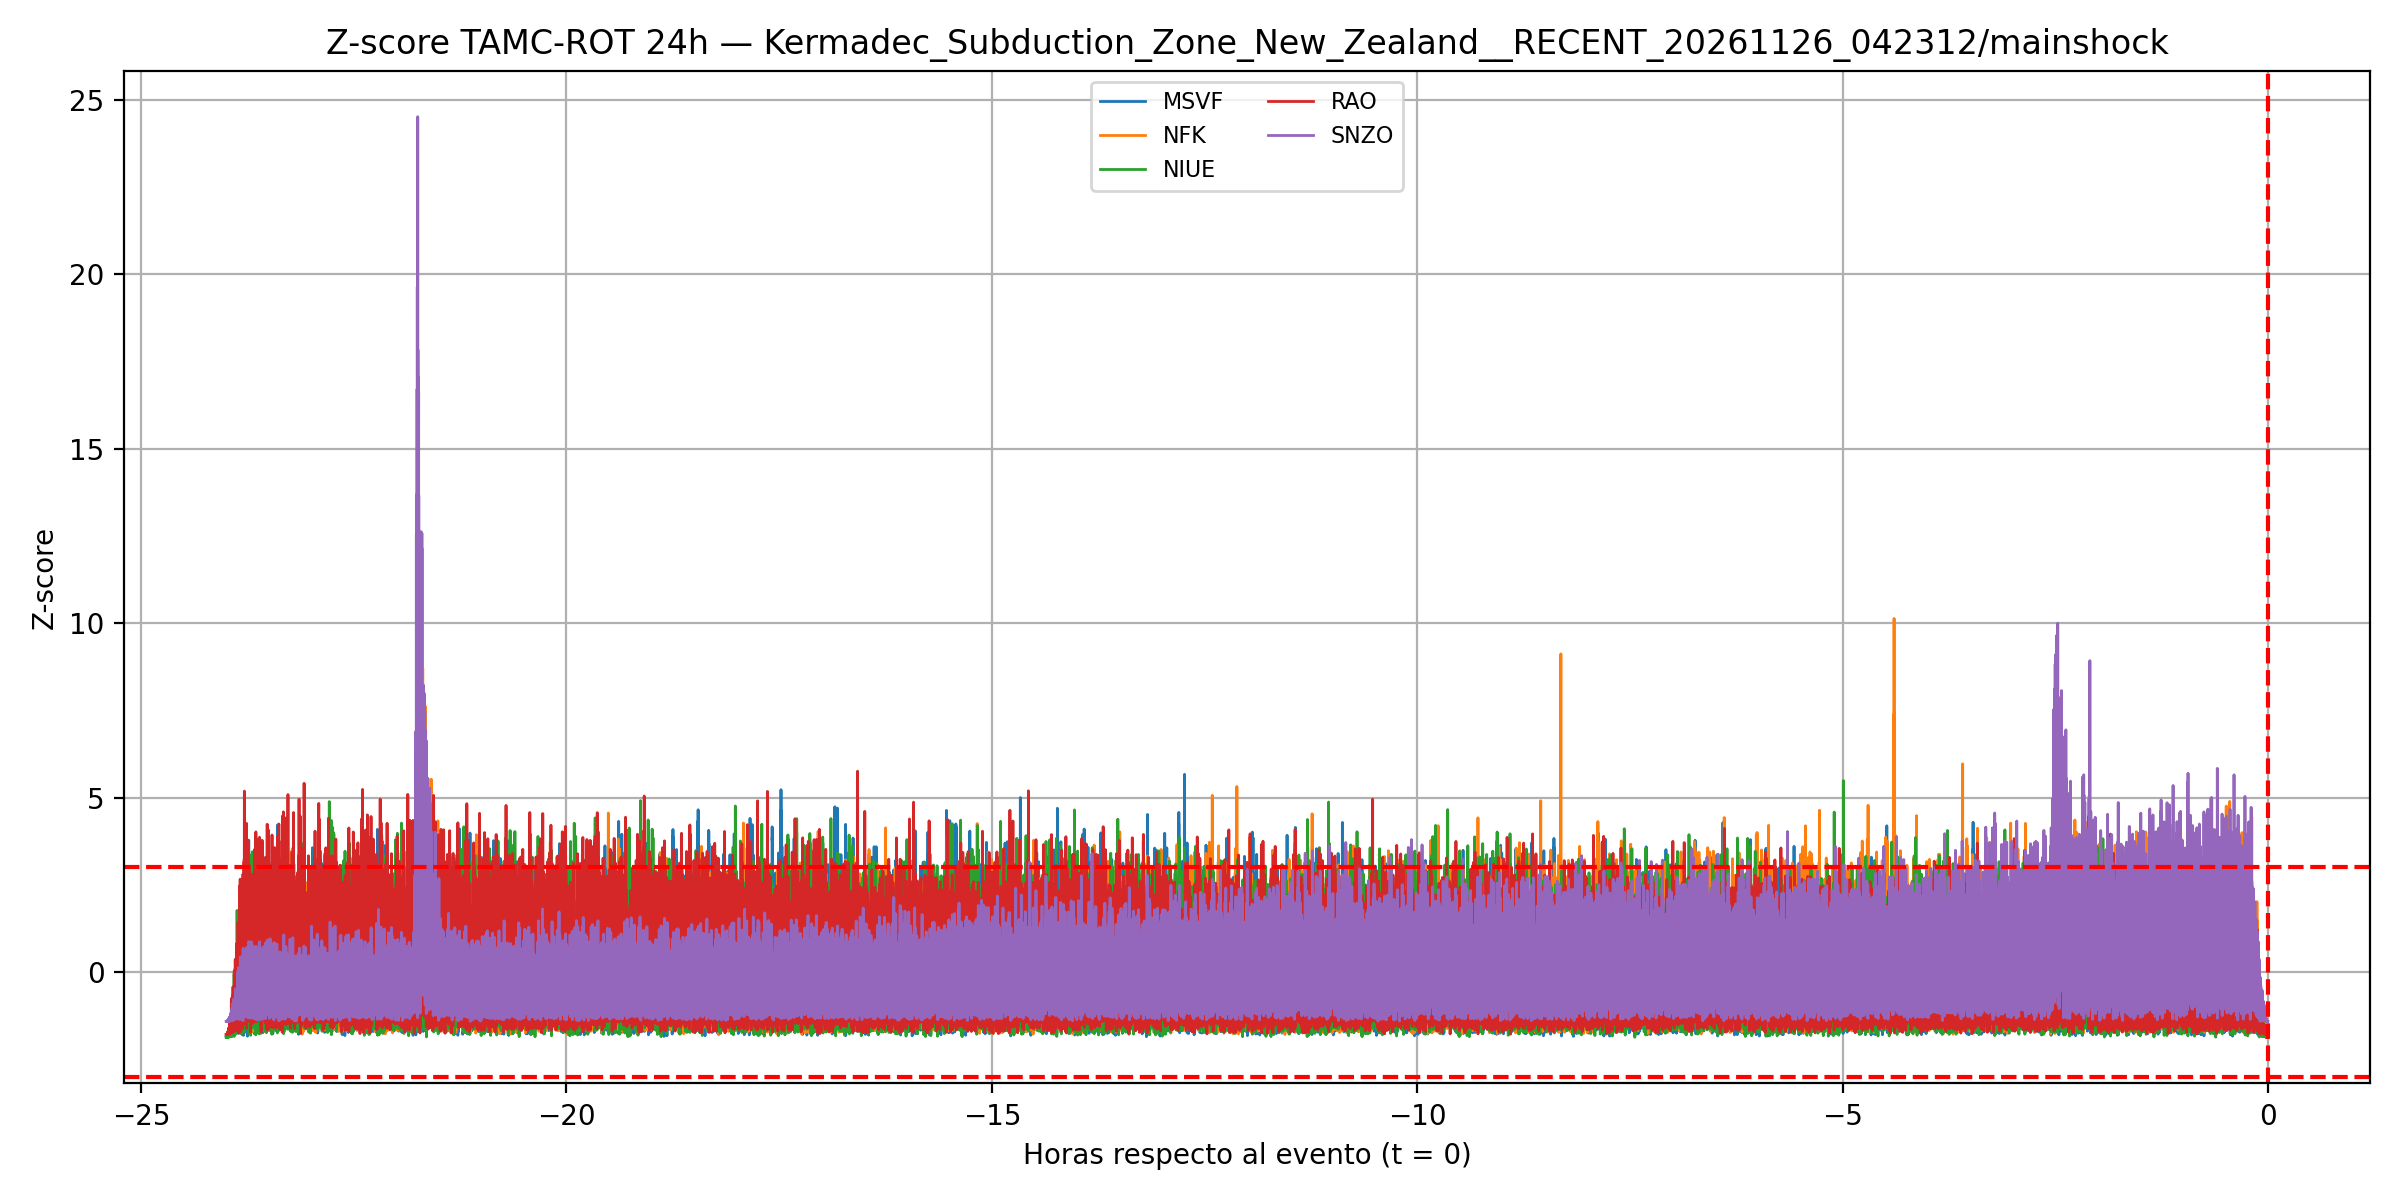 Z-score TAMC-ROT 24h — Kermadec_Subduction_Zone_New_Zealand__RECENT_20261126_042312/mainshock
MSVF
NFK
NIUE
RAO
SNZO
Z-score
25
20
15
10
5
0
−25
−20
−15
−10
−5
0
Horas respecto al evento (t = 0)